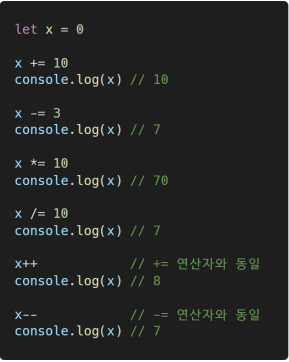 let x = 0
x += 10
console.log(x) // 10
x -= 3
console.log(x) // 7
x *= 10
console.log(x) // 70
x /= 10
console.log(x) // 7
x++ // += 연산자와 동일
console.log(x) // 8
x-- // -= 연산자와 동일
console.log(x) // 7